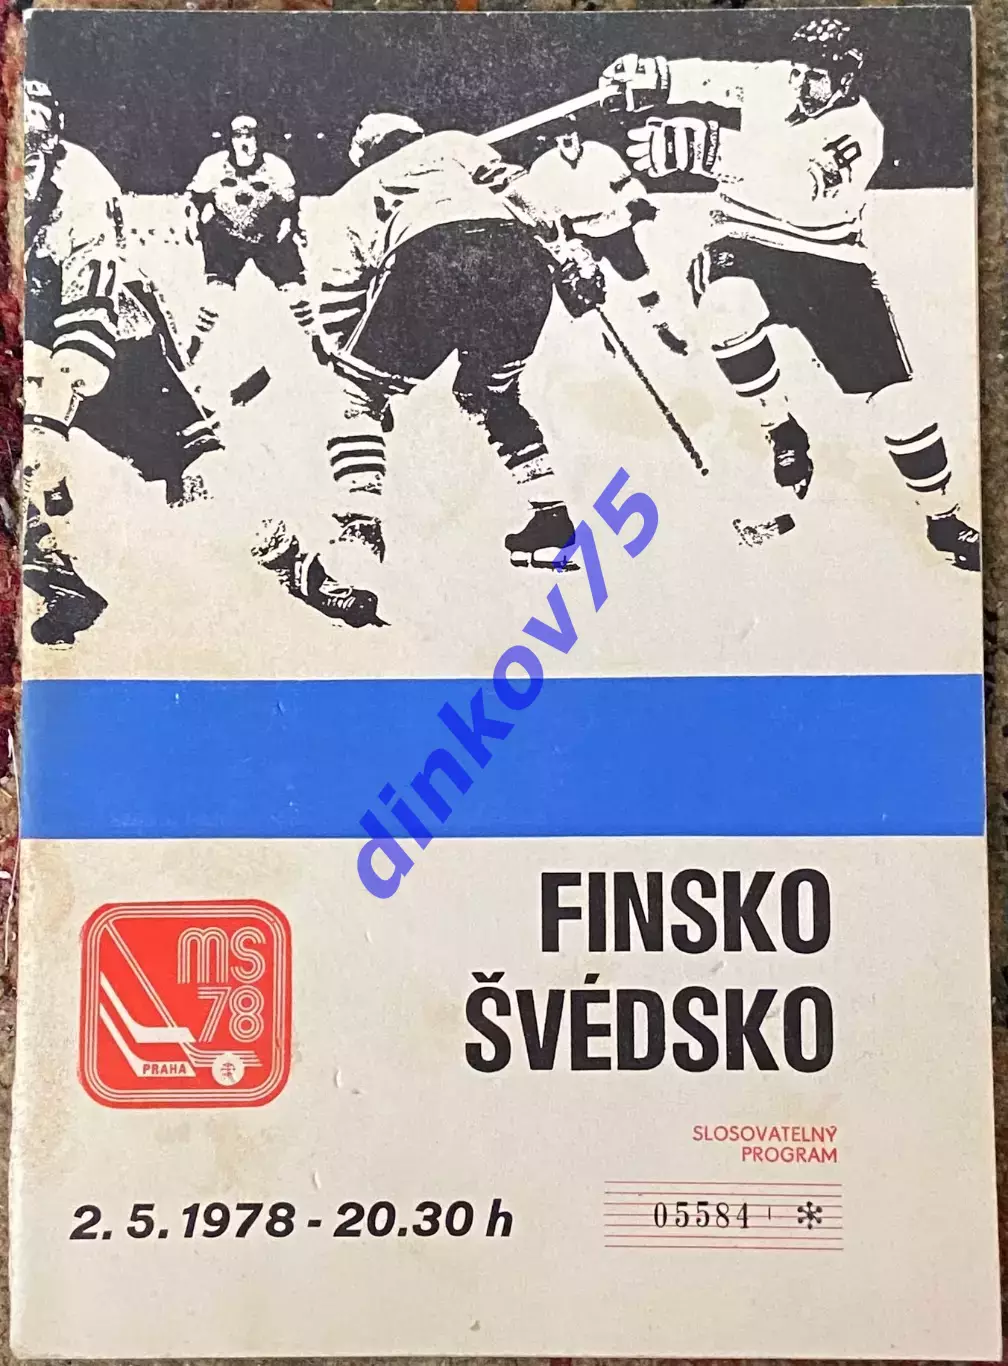 dinkov75
FINSKO
ŠVÉDSKO
MS
78
PRAHA
SLOSOVATELNÝ
PROGRAM
2.5.1978 - 20.30 h
05584